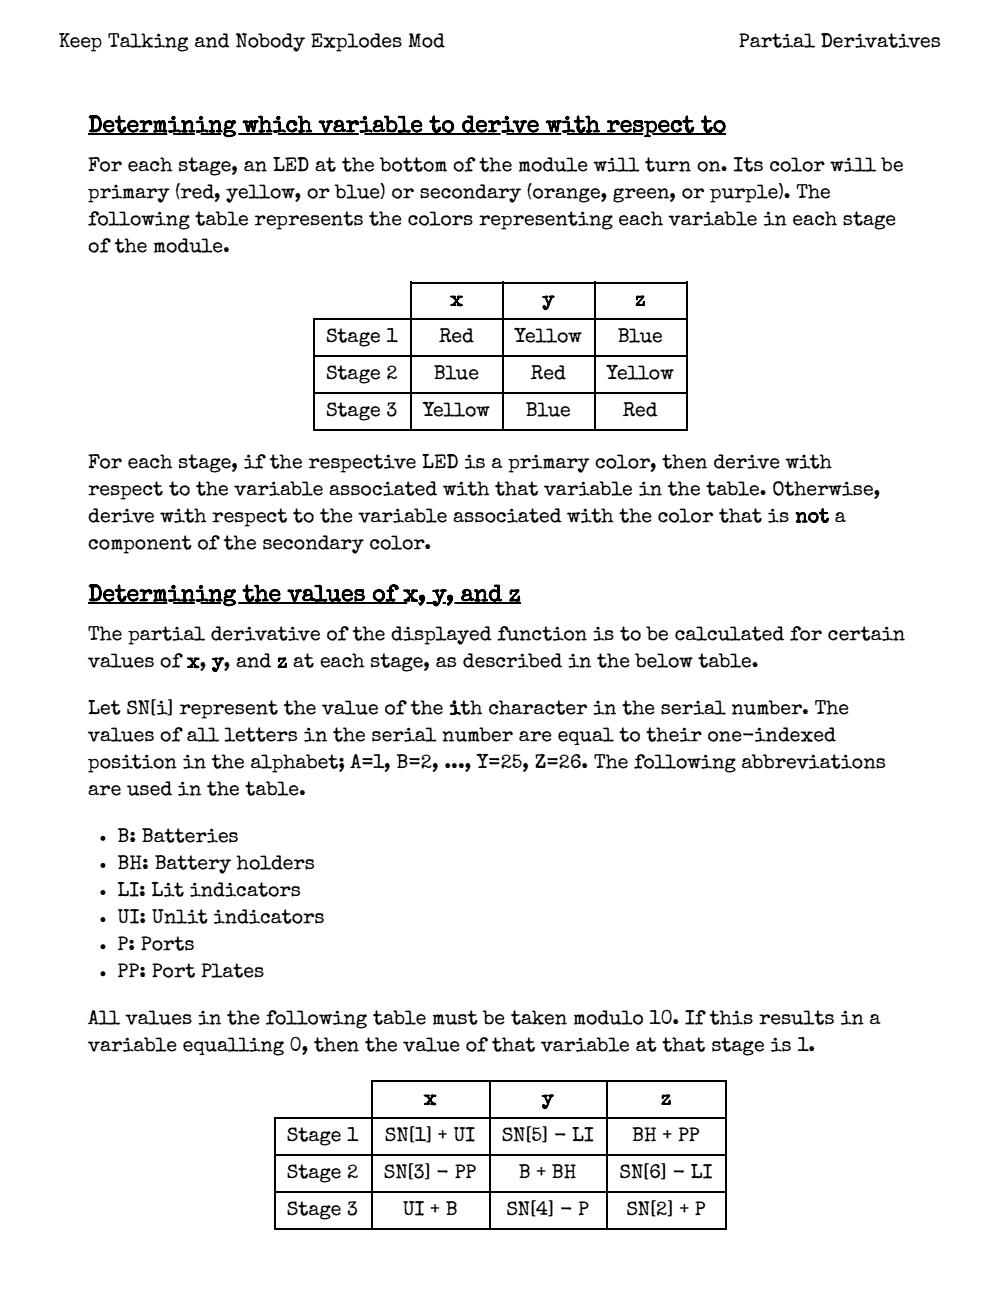 Keep Talking and Nobody Explodes Mod Partial Derivatives
Determining which variable to derive with respect to
For each stage, an LED at the bottom of the module will turn on. Its color will be
primary (red, yellow, or blue) or secondary (orange, green, or purple). The
following table represents the colors representing each variable in each stage
of the module.
x y z
Stage 1 Red Yellow Blue
Stage 2 Blue Red Yellow
Stage 3 Yellow Blue Red
For each stage, if the respective LED is a primary color, then derive with
respect to the variable associated with that variable in the table. Otherwise,
derive with respect to the variable associated with the color that is not a
component of the secondary color.
Determining the values of x, y, and z
The partial derivative of the displayed function is to be calculated for certain
values of x, y, and z at each stage, as described in the below table.
Let SN[i] represent the value of the ith character in the serial number. The
values of all letters in the serial number are equal to their one-indexed
position in the alphabet; A=1, B=2, ..., Y=25, Z=26. The following abbreviations
are used in the table.
• B: Batteries
• BH: Battery holders
• LI: Lit indicators
• UI: Unlit indicators
• P: Ports
• PP: Port Plates
All values in the following table must be taken modulo 10. If this results in a
variable equalling 0, then the value of that variable at that stage is 1.
x y z
Stage 1 SN[1] + UI SN[5] − LI BH + PP
Stage 2 SN[3] − PP B + BH SN[6] − LI
Stage 3 UI + B SN[4] − P SN[2] + P